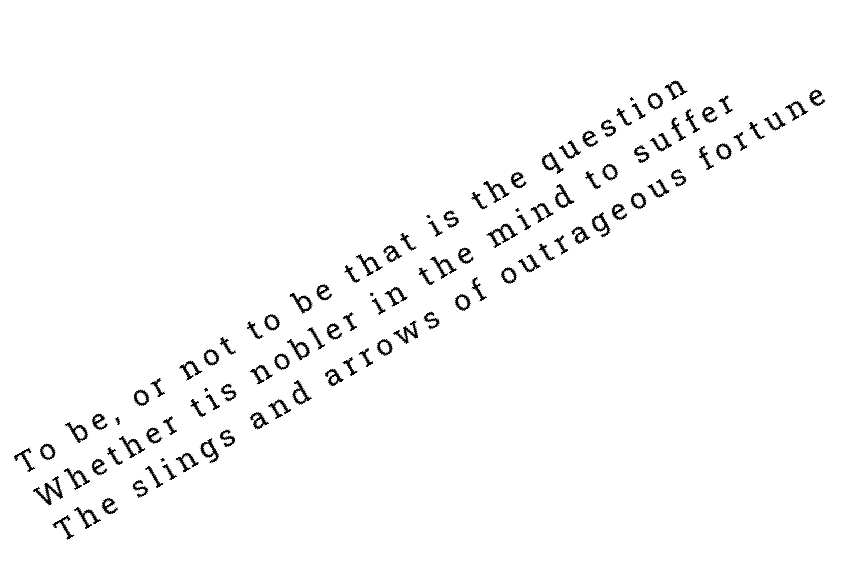 To be, or not to be that is the question
Whether tis nobler in the mind to suffer
The slings and arrows of outrageous fortune